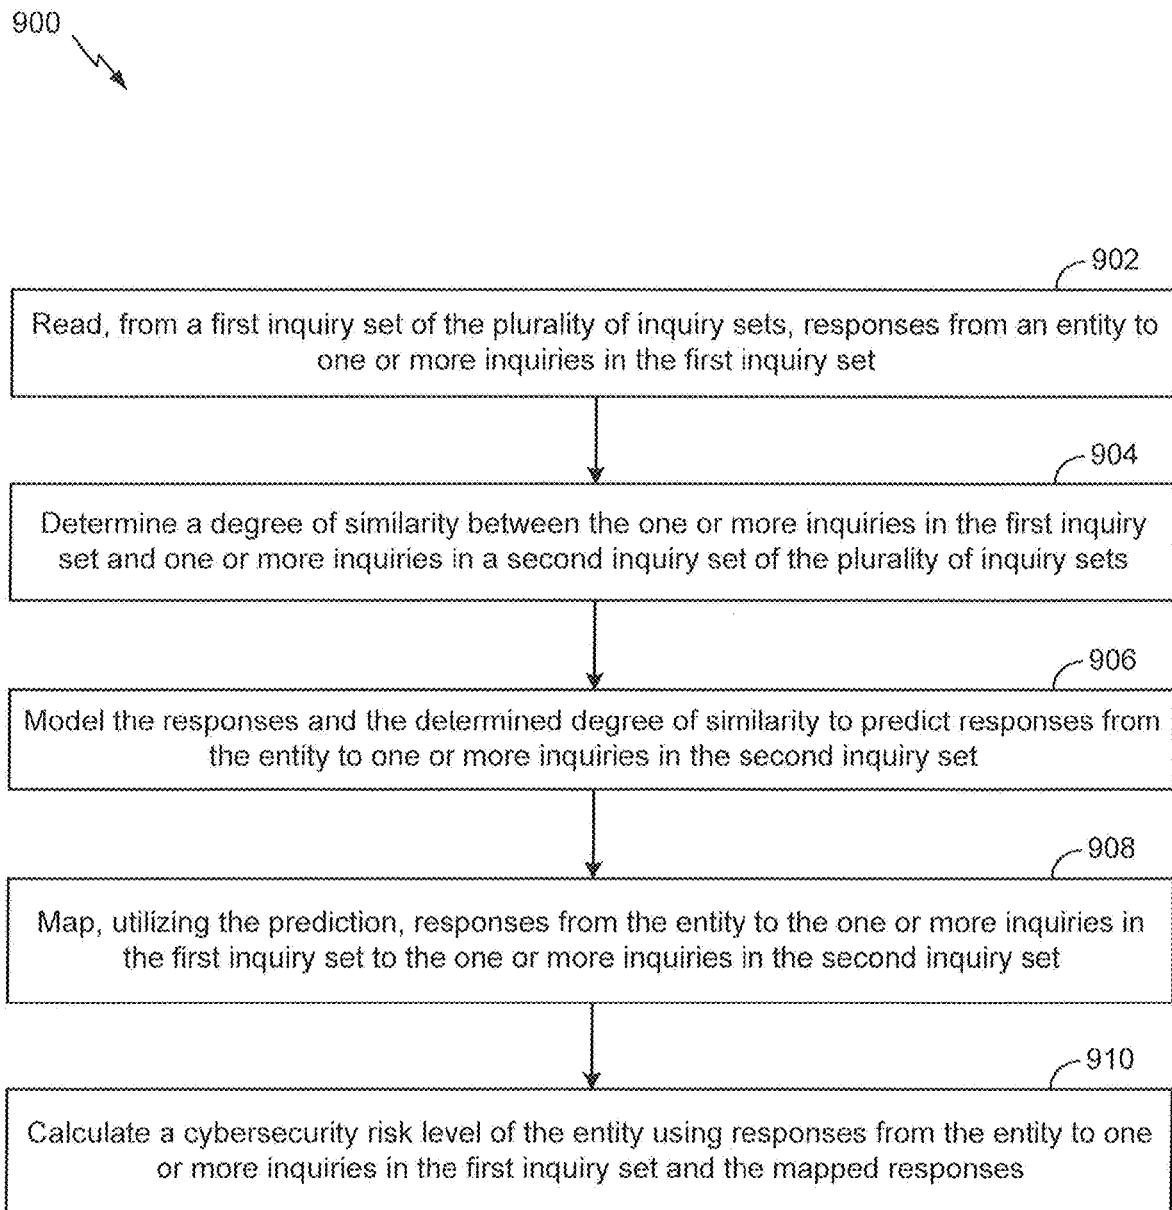 900
902
Read, from a first inquiry set of the plurality of inquiry sets, responses from an entity to
one or more inquiries in the first inquiry set
904
Determine a degree of similarity between the one or more inquiries in the first inquiry
set and one or more inquiries in a second inquiry set of the plurality of inquiry sets
906
Model the responses and the determined degree of similarity to predict responses from
the entity to one or more inquiries in the second inquiry set
908
Map, utilizing the prediction, responses from the entity to the one or more inquiries in
the first inquiry set to the one or more inquiries in the second inquiry set
910
Calculate a cybersecurity risk level of the entity using responses from the entity to one
or more inquiries in the first inquiry set and the mapped responses